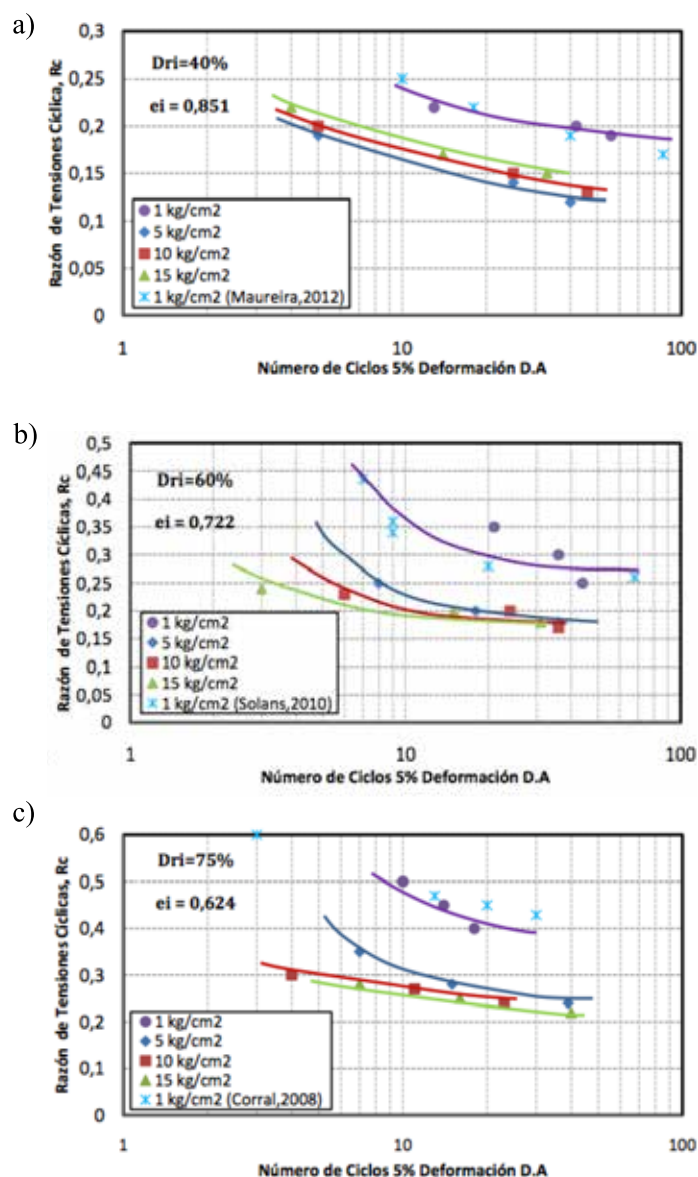 a)
0,3
0,25
0,2
0,15
0,1
0,05
0
Razón de Tensiones Cíclica, Rc
Dri=40%
ei = 0,851
1 kg/cm2
5 kg/cm2
10 kg/cm2
15 kg/cm2
1 kg/cm2 (Maureira,2012)
1
10
100
Número de Ciclos 5% Deformación D.A
b)
0,5
0,45
0,4
0,35
0,3
0,25
0,2
0,15
0,1
0,05
0
Razón de Tensiones Cíclicas, Rc
Dri=60%
ei = 0,722
1 kg/cm2
5 kg/cm2
10 kg/cm2
15 kg/cm2
1 kg/cm2 (Solans,2010)
1
10
100
Número de Ciclos 5% Deformación D.A
c)
0,6
0,5
0,4
0,3
0,2
0,1
0
Razón de Tensiones Cíclicas, Rc
Dri=75%
ei = 0,624
1 kg/cm2
5 kg/cm2
10 kg/cm2
15 kg/cm2
1 kg/cm2 (Corral,2008)
1
10
100
Número de Ciclos 5% Deformación D.A